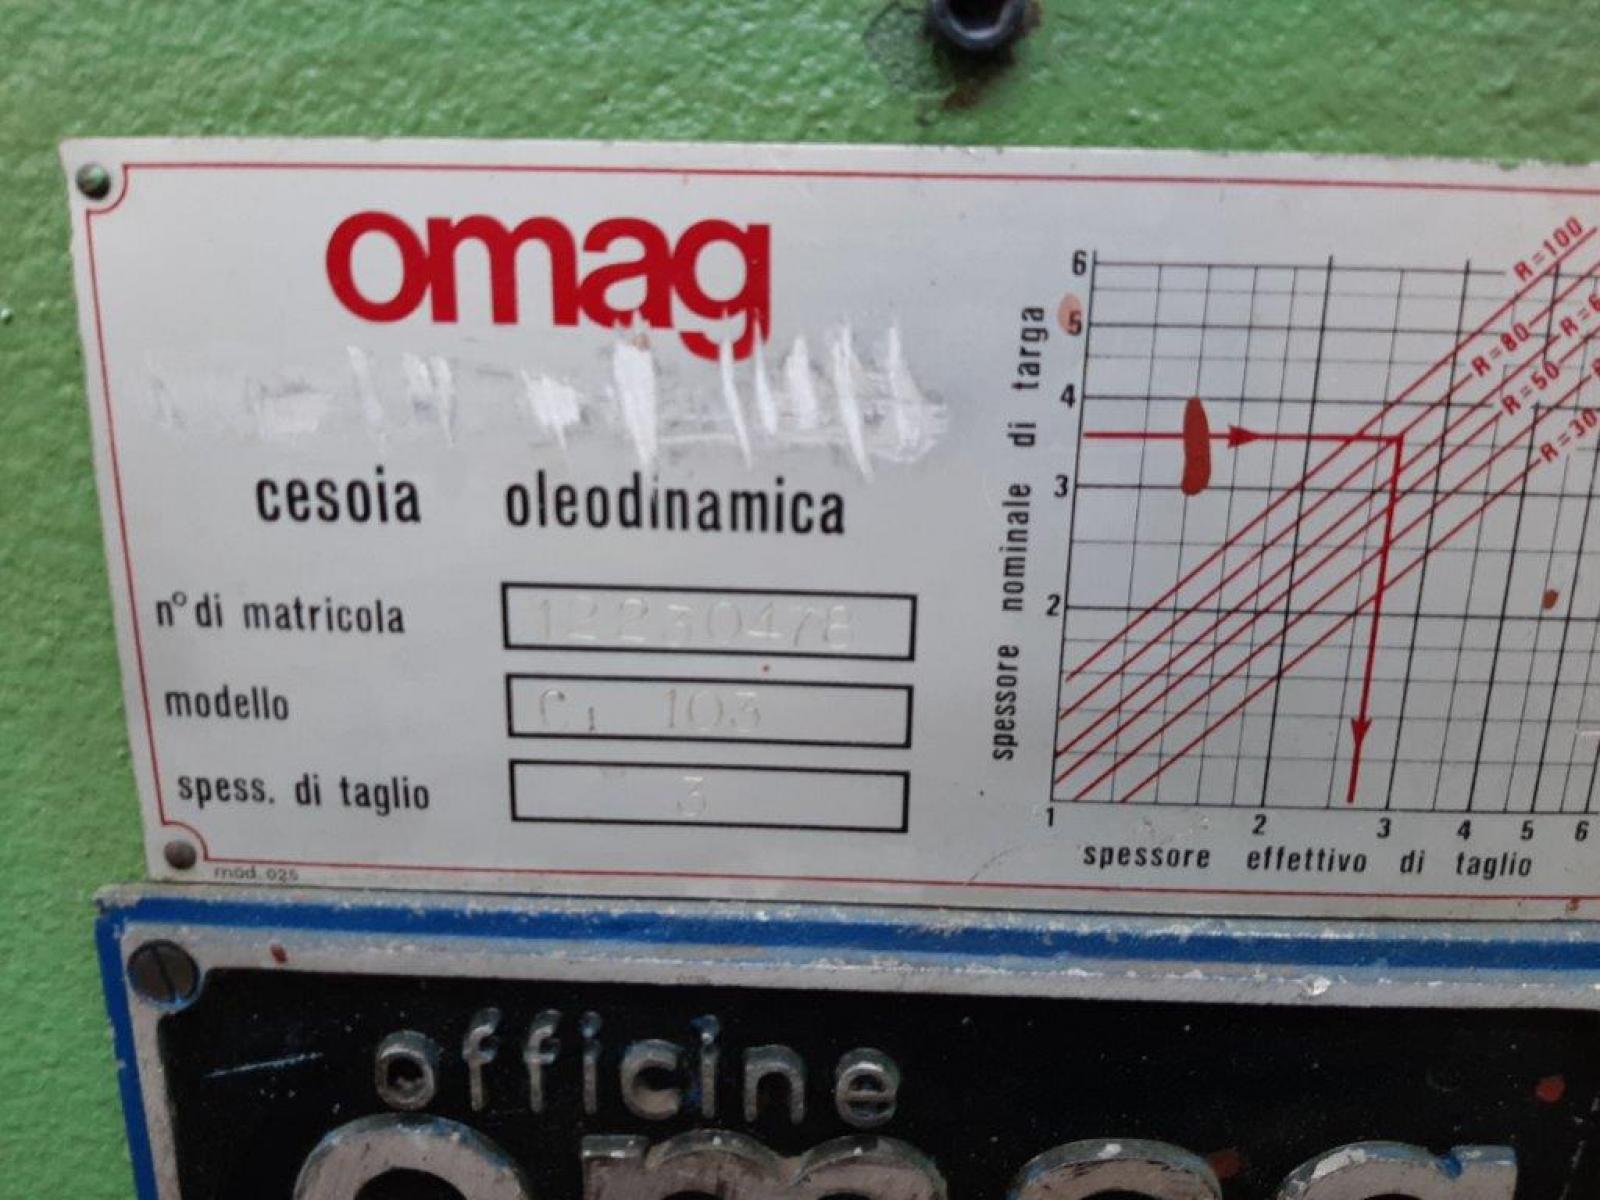 omag
cesoia oleodinamica
n° di matricola 12230478
modello C1 103
spess. di taglio 3
mod. 025
spessore nominale di targa
6
5
4
3
2
1 2 3 4 5 6
spessore effettivo di taglio
R=100
R=80
R=50
R=30
officine
omag